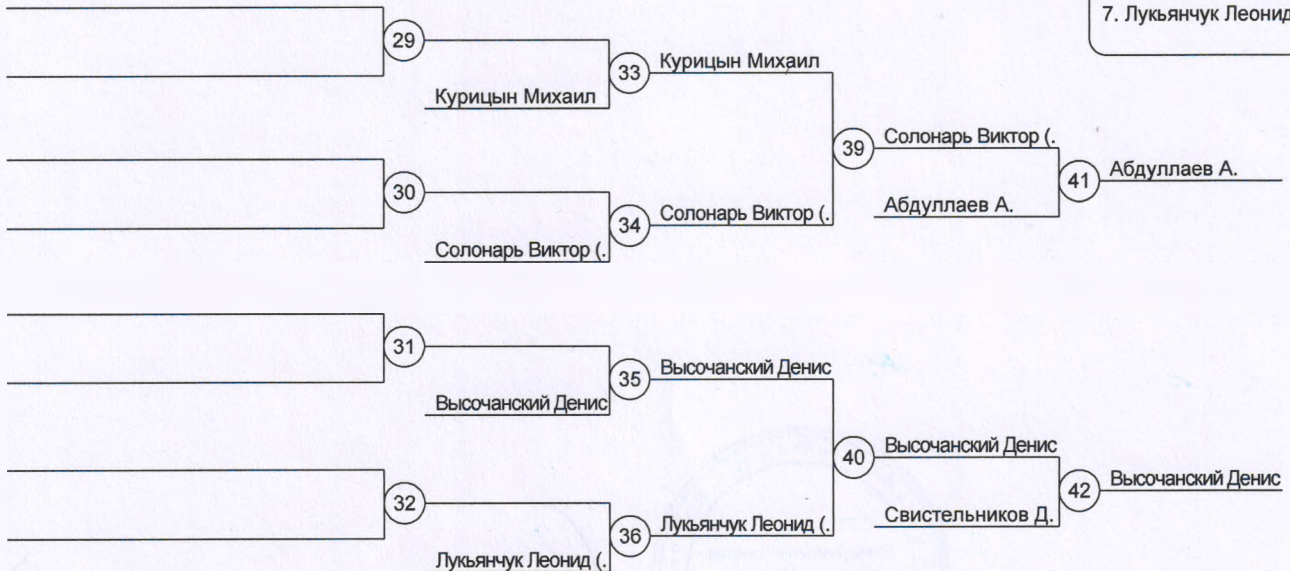 7. Лукьянчук Леонид
29
33
Курицын Михаил
Курицын Михаил
39
Солонарь Виктор (.
41
Абдуллаев А.
30
34
Солонарь Виктор (.
Абдуллаев А.
Солонарь Виктор (.
31
35
Высочанский Денис
Высочанский Денис
40
Высочанский Денис
42
Высочанский Денис
32
36
Лукьянчук Леонид (.
Свистельников Д.
Лукьянчук Леонид (.